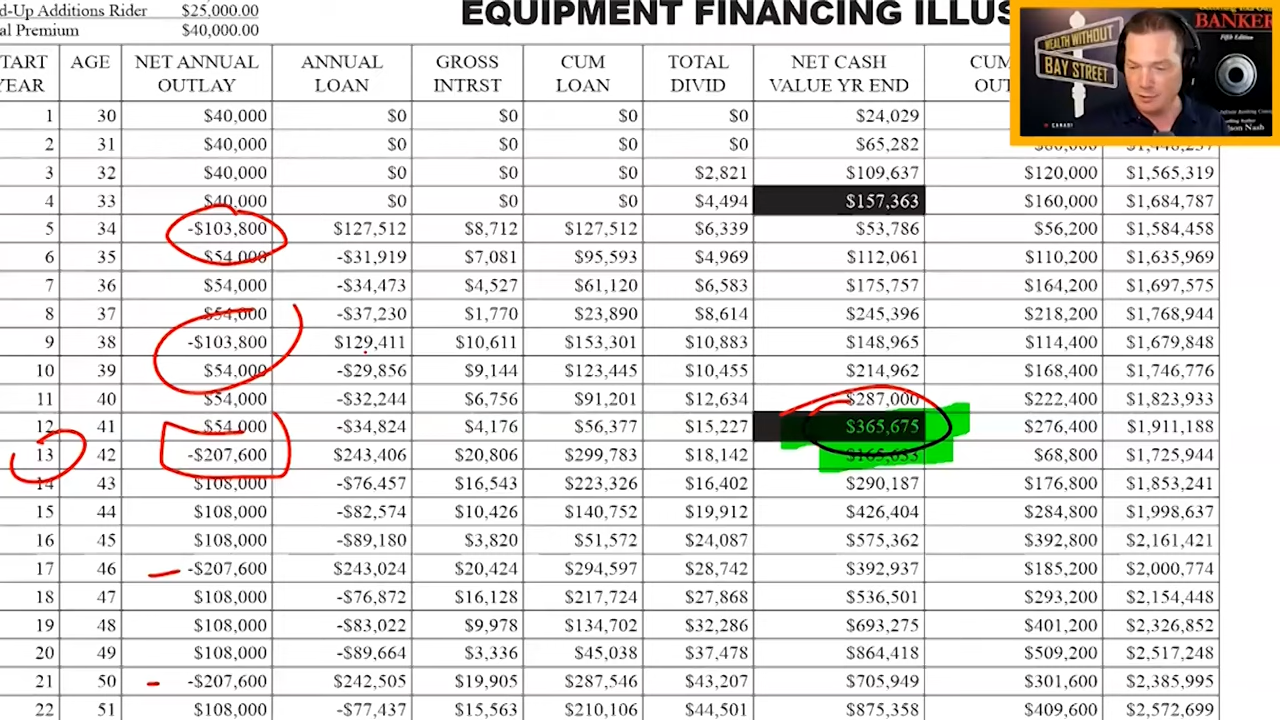 d-Up Additions Rider $25,000.00
al Premium $40,000.00
EQUIPMENT FINANCING ILLUS
WEALTH WITHOUT
BAY STREET
BANKER
Fifth Edition
CANADA
son Nash
TART YEAR AGE NET ANNUAL OUTLAY ANNUAL LOAN GROSS INTRST CUM LOAN TOTAL DIVID NET CASH VALUE YR END CUM OUT
1 30 $40,000 $0 $0 $0 $0 $24,029
2 31 $40,000 $0 $0 $0 $0 $65,282
3 32 $40,000 $0 $0 $0 $2,821 $109,637 $120,000 $1,565,319
4 33 $40,000 $0 $0 $0 $4,494 $157,363 $160,000 $1,684,787
5 34 -$103,800 $127,512 $8,712 $127,512 $6,339 $53,786 $56,200 $1,584,458
6 35 $54,000 -$31,919 $7,081 $95,593 $4,969 $112,061 $110,200 $1,635,969
7 36 $54,000 -$34,473 $4,527 $61,120 $6,583 $175,757 $164,200 $1,697,575
8 37 $54,000 -$37,230 $1,770 $23,890 $8,614 $245,396 $218,200 $1,768,944
9 38 -$103,800 $129,411 $10,611 $153,301 $10,883 $148,965 $114,400 $1,679,848
10 39 $54,000 -$29,856 $9,144 $123,445 $10,455 $214,962 $168,400 $1,746,776
11 40 $54,000 -$32,244 $6,756 $91,201 $12,634 $287,000 $222,400 $1,823,933
12 41 $54,000 -$34,824 $4,176 $56,377 $15,227 $365,675 $276,400 $1,911,188
13 42 -$207,600 $243,406 $20,806 $299,783 $18,142 $165,633 $68,800 $1,725,944
14 43 $108,000 -$76,457 $16,543 $223,326 $16,402 $290,187 $176,800 $1,853,241
15 44 $108,000 -$82,574 $10,426 $140,752 $19,912 $426,404 $284,800 $1,998,637
16 45 $108,000 -$89,180 $3,820 $51,572 $24,087 $575,362 $392,800 $2,161,421
17 46 -$207,600 $243,024 $20,424 $294,597 $28,742 $392,937 $185,200 $2,000,774
18 47 $108,000 -$76,872 $16,128 $217,724 $27,868 $536,501 $293,200 $2,154,448
19 48 $108,000 -$83,022 $9,978 $134,702 $32,286 $693,275 $401,200 $2,326,852
20 49 $108,000 -$89,664 $3,336 $45,038 $37,478 $864,418 $509,200 $2,517,248
21 50 -$207,600 $242,505 $19,905 $287,546 $43,207 $705,949 $301,600 $2,385,995
22 51 $108,000 -$77,437 $15,563 $210,106 $44,501 $875,358 $409,600 $2,572,699